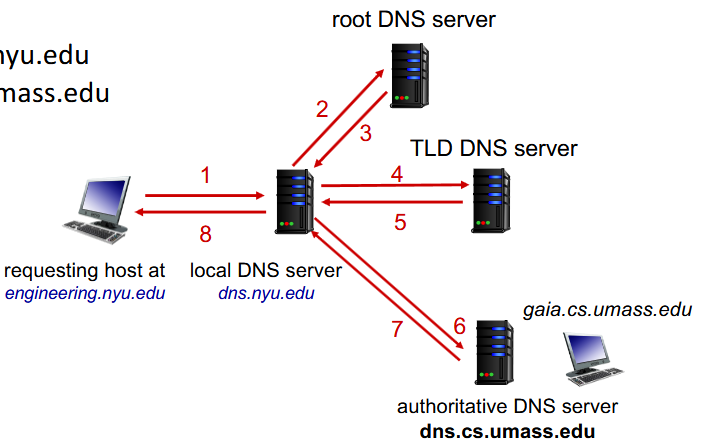 root DNS server
nyu.edu
mass.edu
2
3
TLD DNS server
1
4
5
8
requesting host at
engineering.nyu.edu
local DNS server
dns.nyu.edu
6
7
gaia.cs.umass.edu
authoritative DNS server
dns.cs.umass.edu